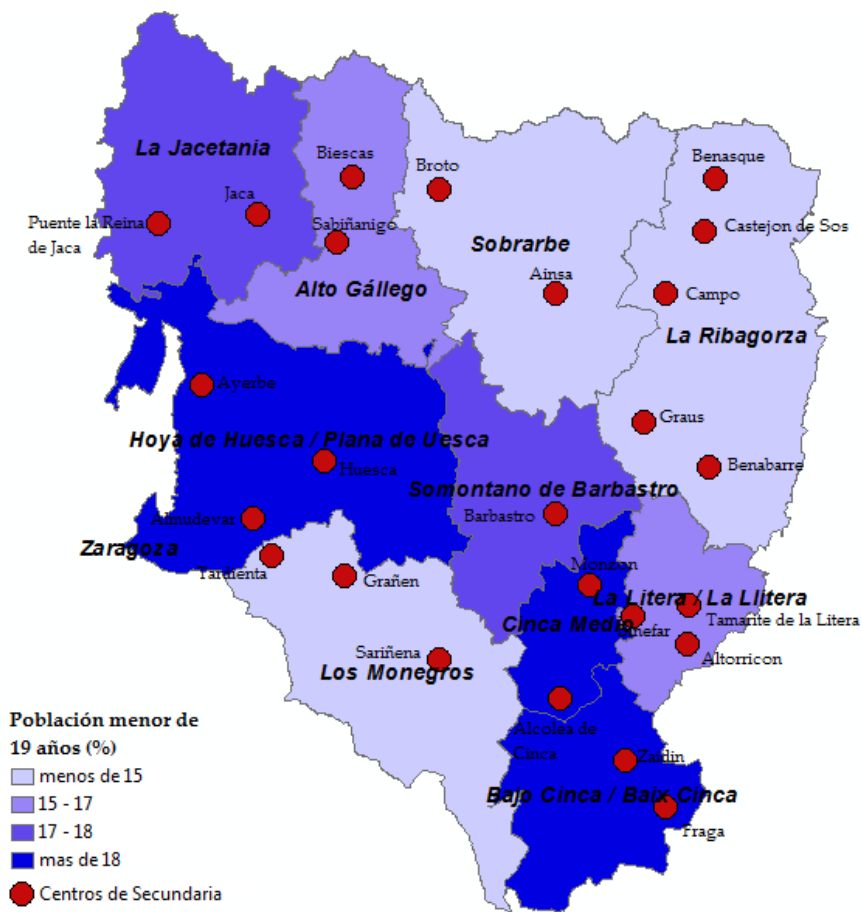 La Jacetania
Biescas
Broto
Benasque
Jaca
Puente la Reina
de Jaca
Sabiñanigo
Castejon de Sos
Sobrarbe
Ainsa
Alto Gállego
Campo
La Ribagorza
Ayerbe
Graus
Hoya de Huesca / Plana de Uesca
Huesca
Benabarre
Somontano de Barbastro
Barbastro
Almudevar
Zaragoza
Tardienta
Grañen
Monzon
La Litera / La Llitera
Cinca Medio
Tamarite de la Litera
Altorricon
Sariñena
Los Monegros
Alcolea de
Cinca
Zaidin
Bajo Cinca / Baix Cinca
Fraga
Población menor de
19 años (%)
menos de 15
15 - 17
17 - 18
mas de 18
Centros de Secundaria